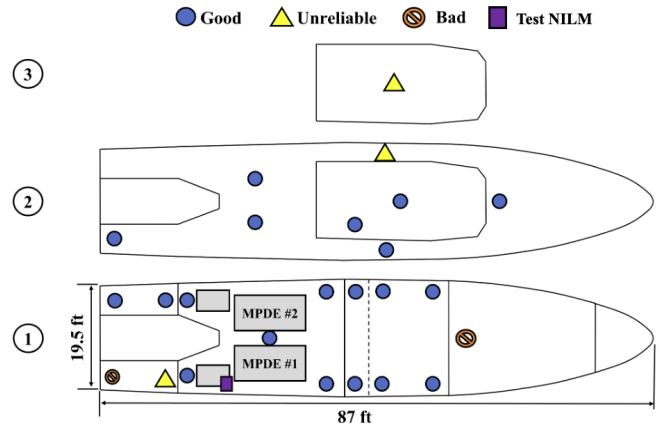 Good Unreliable Bad Test NILM
3
2
1
19.5 ft
MPDE #2
MPDE #1
87 ft